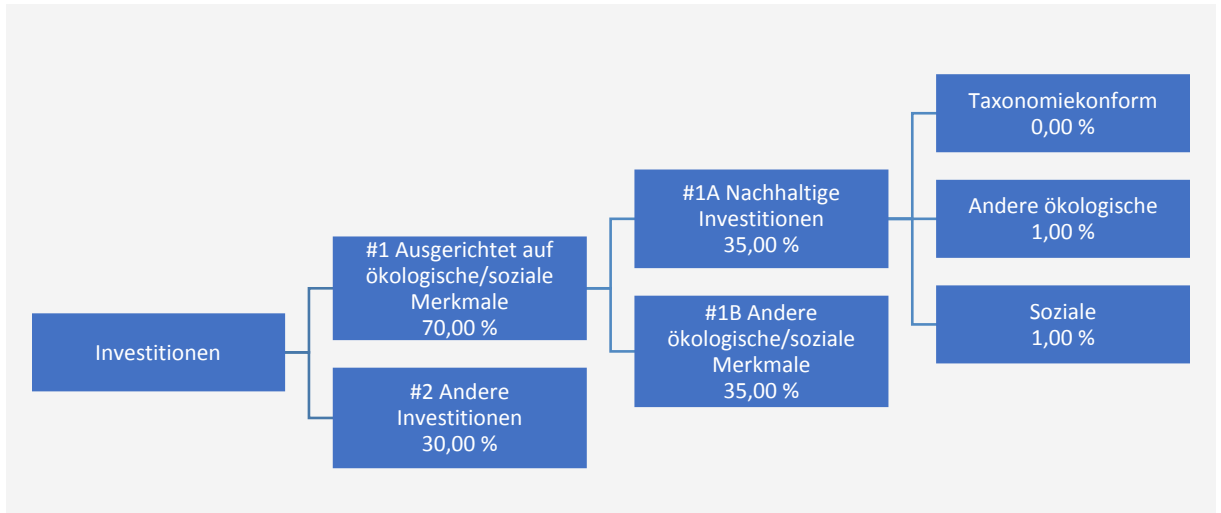 Investitionen
#1 Ausgerichtet auf
ökologische/soziale
Merkmale
70,00 %
#2 Andere
Investitionen
30,00 %
#1A Nachhaltige
Investitionen
35,00 %
#1B Andere
ökologische/soziale
Merkmale
35,00 %
Taxonomiekonform
0,00 %
Andere ökologische
1,00 %
Soziale
1,00 %